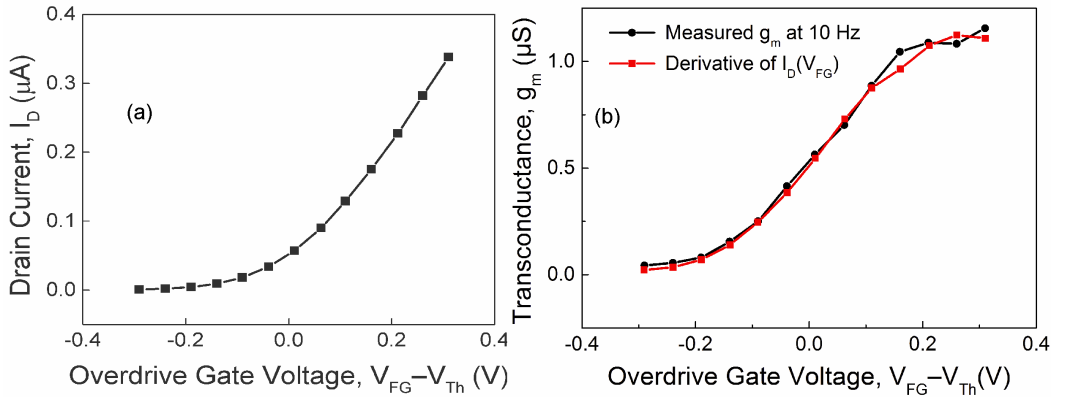 0.4
0.3
0.2
0.1
0.0
Drain Current, I_D (μA)
(a)
-0.4
-0.2
0.0
0.2
0.4
Overdrive Gate Voltage, V_FG–V_Th (V)
1.0
0.5
0.0
Transconductance, g_m (μS)
Measured g_m at 10 Hz
Derivative of I_D(V_FG)
(b)
-0.4
-0.2
0.0
0.2
0.4
Overdrive Gate Voltage, V_FG–V_Th(V)